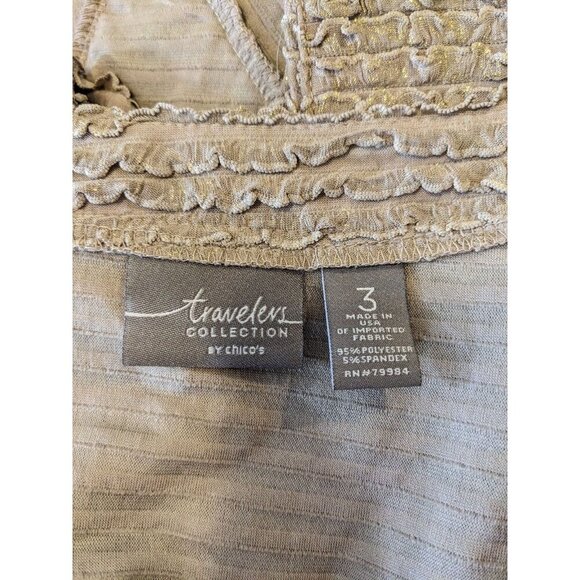 travelers
COLLECTION
BY chico's
3
MADE IN
USA
OF IMPORTED
FABRIC
95% POLYESTER
5% SPANDEX
RN#79984